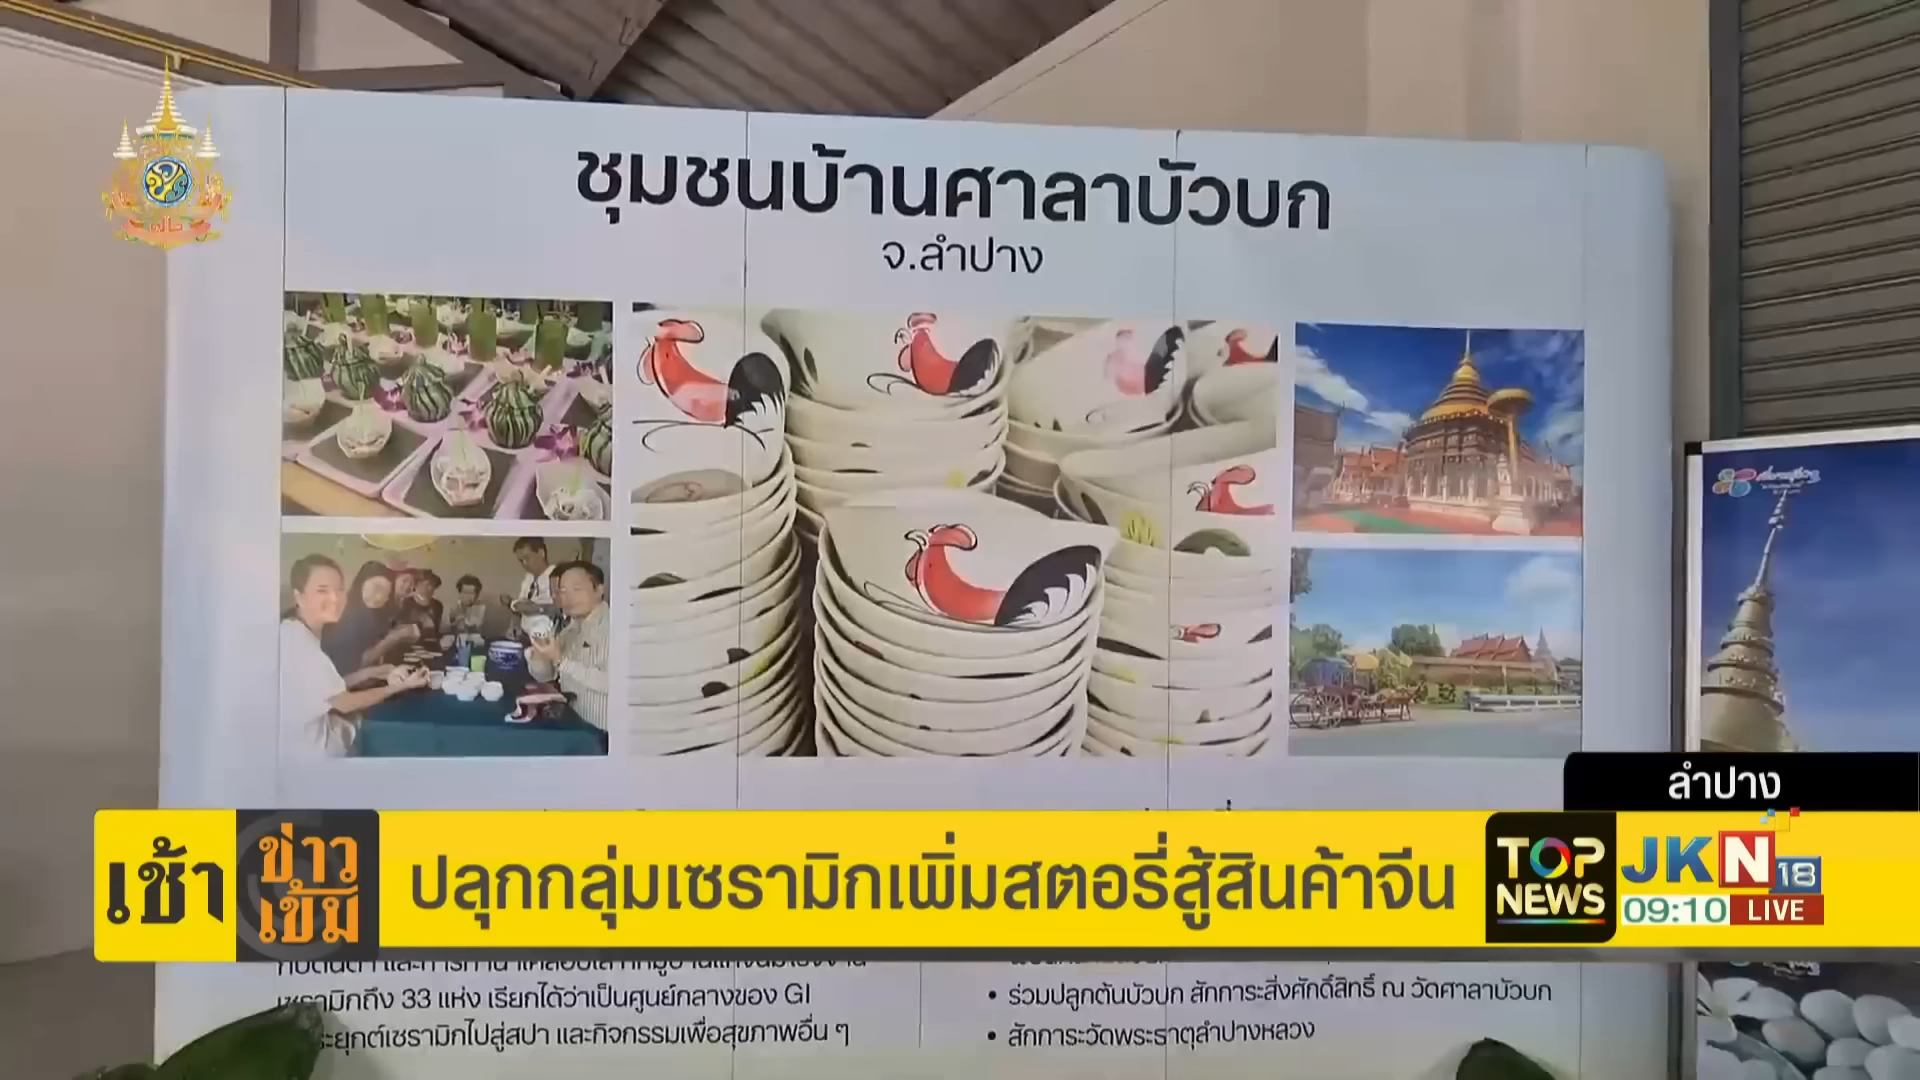 ชุมชนบ้านศาลาบัวบก
จ.ลำปาง
ลำปาง
เช้า
ข่าว
เข้ม
ปลุกกลุ่มเซรามิกเพิ่มสตอรี่สู้สินค้าจีน
TOP
NEWS
JKN 18
09:10 LIVE
เซรามิกถึง 33 แห่ง เรียกได้ว่าเป็นศูนย์กลางของ GI
ระยุกต์เซรามิกไปสู่สปา และกิจกรรมเพื่อสุขภาพอื่น ๆ
• ร่วมปลูกต้นบัวบก สักการะสิ่งศักดิ์สิทธิ์ ณ วัดศาลาบัวบก
• สักการะวัดพระธาตุลำปางหลวง